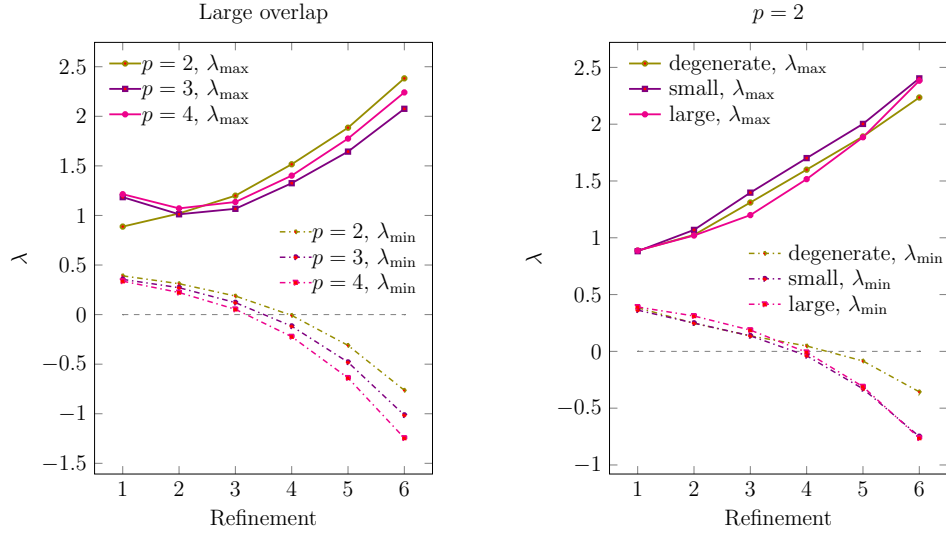 Large overlap
2.5
2
1.5
1
0.5
0
−0.5
−1
−1.5
λ
p = 2, λmax
p = 3, λmax
p = 4, λmax
p = 2, λmin
p = 3, λmin
p = 4, λmin
1 2 3 4 5 6
Refinement
p = 2
2.5
2
1.5
1
0.5
0
−0.5
−1
λ
degenerate, λmax
small, λmax
large, λmax
degenerate, λmin
small, λmin
large, λmin
1 2 3 4 5 6
Refinement